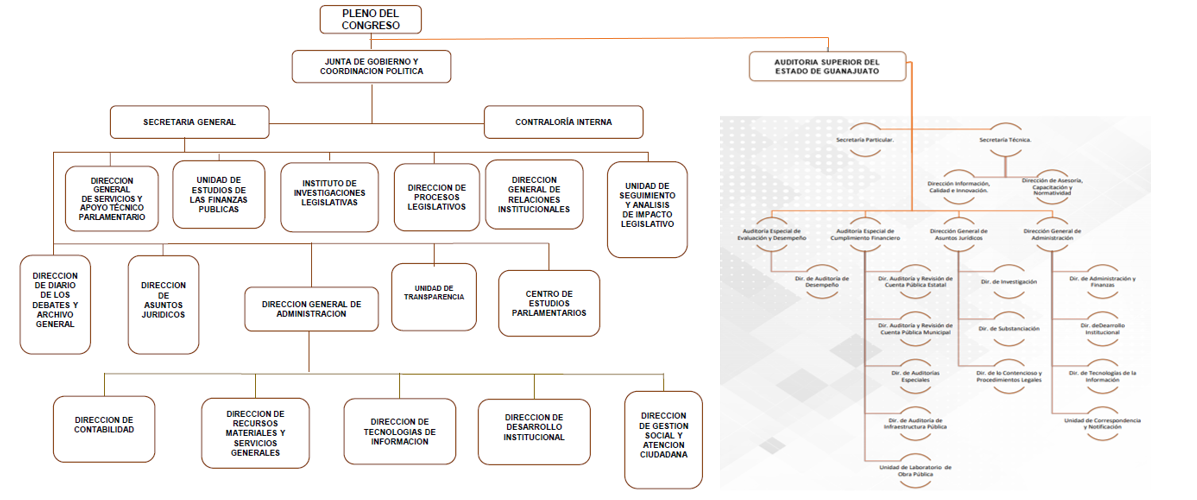 PLENO DEL
CONGRESO
JUNTA DE GOBIERNO Y
COORDINACION POLITICA
AUDITORIA SUPERIOR DEL
ESTADO DE GUANAJUATO
SECRETARIA GENERAL
CONTRALORÍA INTERNA
DIRECCION
GENERAL
DE SERVICIOS Y
APOYO TÉCNICO
PARLAMENTARIO
UNIDAD DE
ESTUDIOS DE
LAS FINANZAS
PUBLICAS
INSTITUTO DE
INVESTIGACIONES
LEGISLATIVAS
DIRECCION DE
PROCESOS
LEGISLATIVOS
DIRECCION
GENERAL DE
RELACIONES
INSTITUCIONALES
UNIDAD DE
SEGUIMIENTO
Y ANALISIS
DE IMPACTO
LEGISLATIVO
DIRECCION
DE DIARIO
DE LOS
DEBATES Y
ARCHIVO
GENERAL
DIRECCION
DE
ASUNTOS
JURIDICOS
DIRECCION GENERAL DE
ADMINISTRACION
UNIDAD DE
TRANSPARENCIA
CENTRO DE
ESTUDIOS
PARLAMENTARIOS
DIRECCION DE
CONTABILIDAD
DIRECCION DE
RECURSOS
MATERIALES Y
SERVICIOS
GENERALES
DIRECCION DE
TECNOLOGIAS DE
INFORMACION
DIRECCION DE
DESARROLLO
INSTITUCIONAL
DIRECCION
DE GESTION
SOCIAL Y
ATENCION
CIUDADANA
Secretaría Particular.
Secretaría Técnica.
Dirección Información,
Calidad e Innovación.
Dirección de Asesoría,
Capacitación y
Normatividad
Auditoría Especial de
Evaluación y Desempeño
Auditoría Especial de
Cumplimiento Financiero
Dirección General de
Asuntos Jurídicos
Dirección General de
Administración
Dir. de Auditoría de
Desempeño
Dir. Auditoría y Revisión de
Cuenta Pública Estatal
Dir. de Investigación
Dir. de Administración y
Finanzas
Dir. Auditoría y Revisión de
Cuenta Pública Municipal
Dir. de Substanciación
Dir. deDearrollo
Institucional
Dir. de Auditorías
Especiales
Dir. de lo Contencioso y
Procedimientos Legales
Dir. de Tecnologías de la
Información
Dir. de Auditoría de
Infraestructura Pública
Unidad de Correspondencia
y Notificación
Unidad de Laboratorio de
Obra Pública